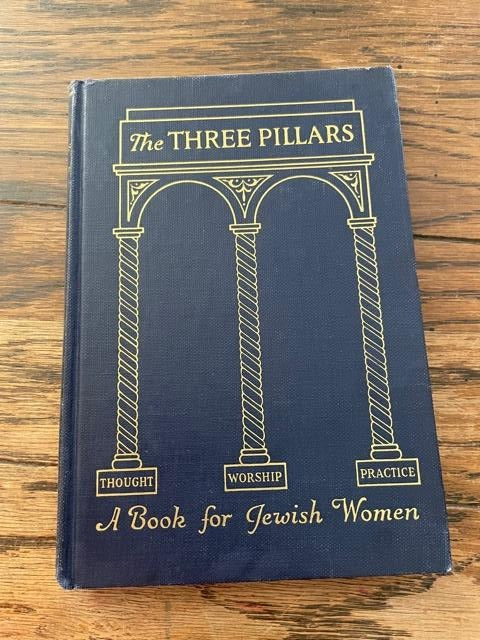 The THREE PILLARS
THOUGHT
WORSHIP
PRACTICE
A Book for Jewish Women